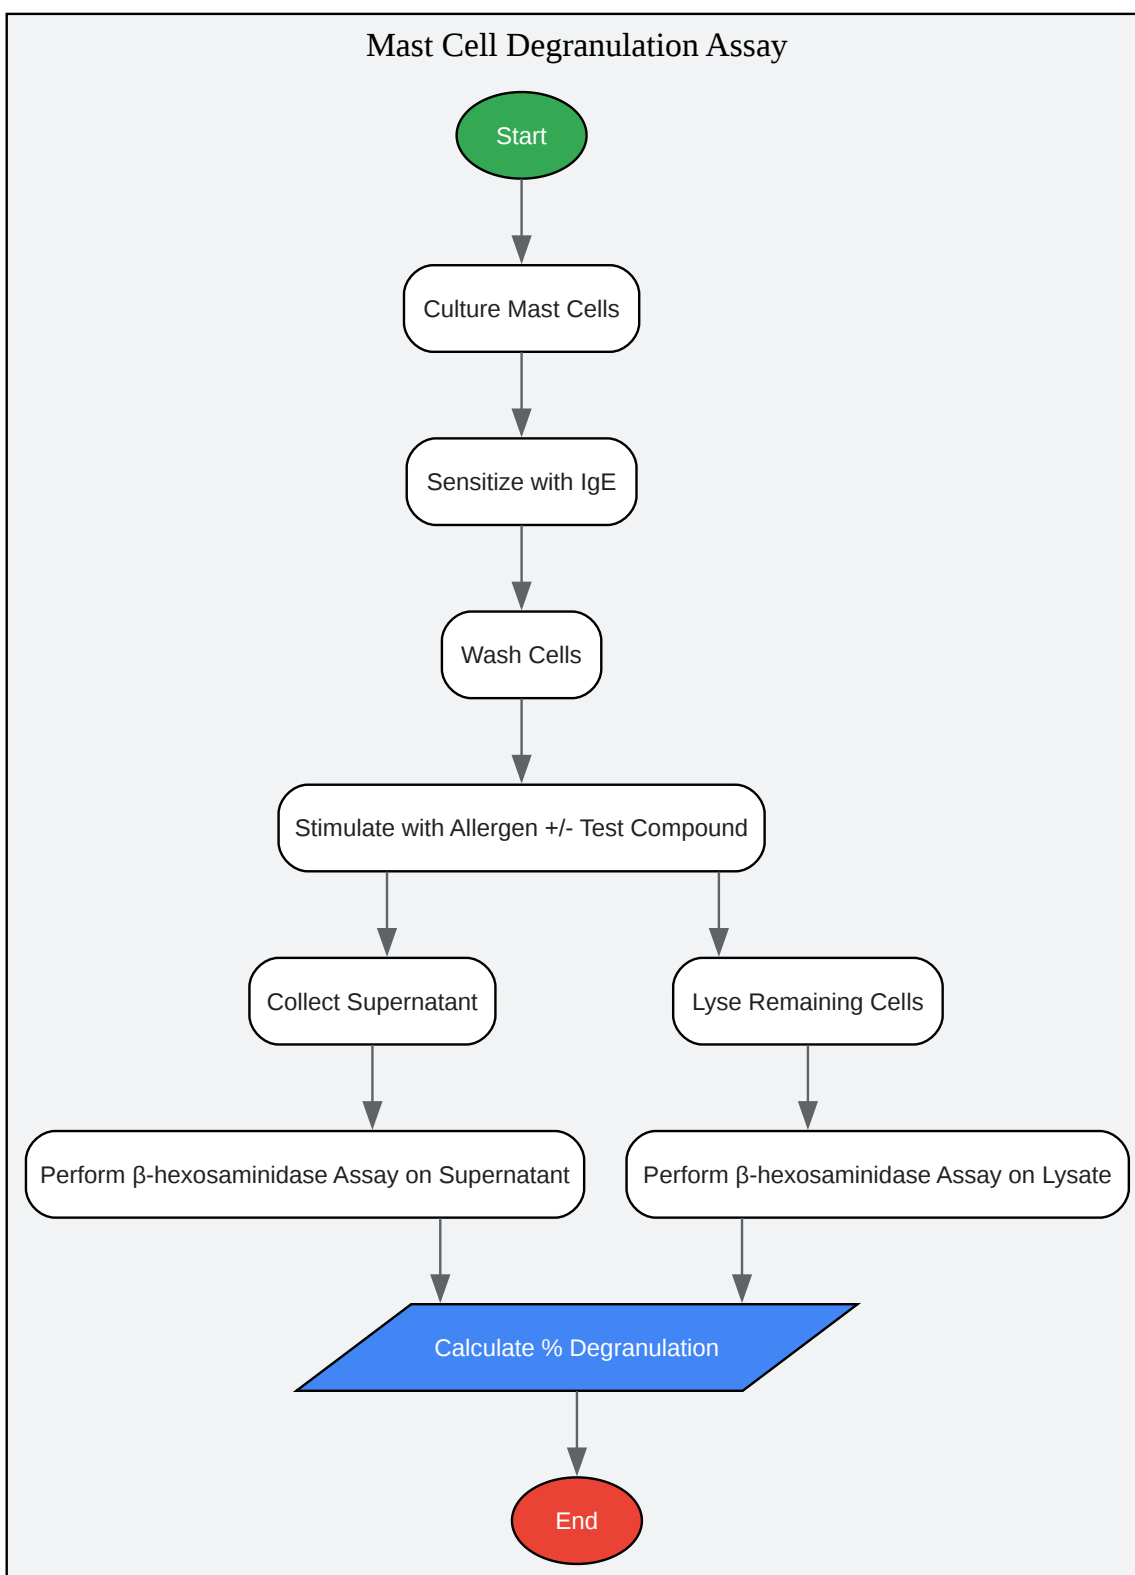 Mast Cell Degranulation Assay
Start
Culture Mast Cells
Sensitize with IgE
Wash Cells
Stimulate with Allergen +/- Test Compound
Collect Supernatant
Lyse Remaining Cells
Perform β-hexosaminidase Assay on Supernatant
Perform β-hexosaminidase Assay on Lysate
Calculate % Degranulation
End